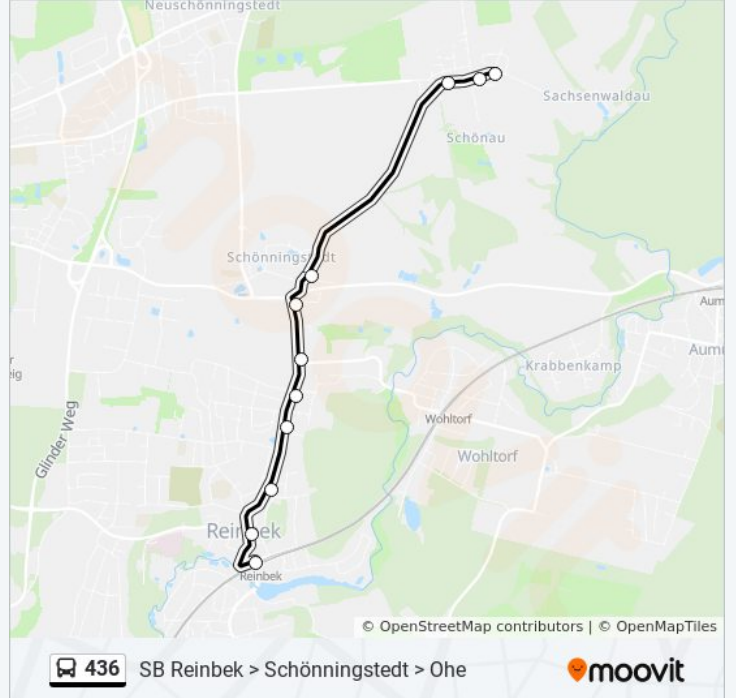 Neuschönningstedt
Sachsenwaldau
Schönau
Schönningstedt
Aum
Aumu
Krabbenkamp
Glinder Weg
Wohltorf
Wohltorf
Reinbek
Reinbek
© OpenStreetMap contributors | © OpenMapTiles
436 SB Reinbek > Schönningstedt > Ohe
moovit